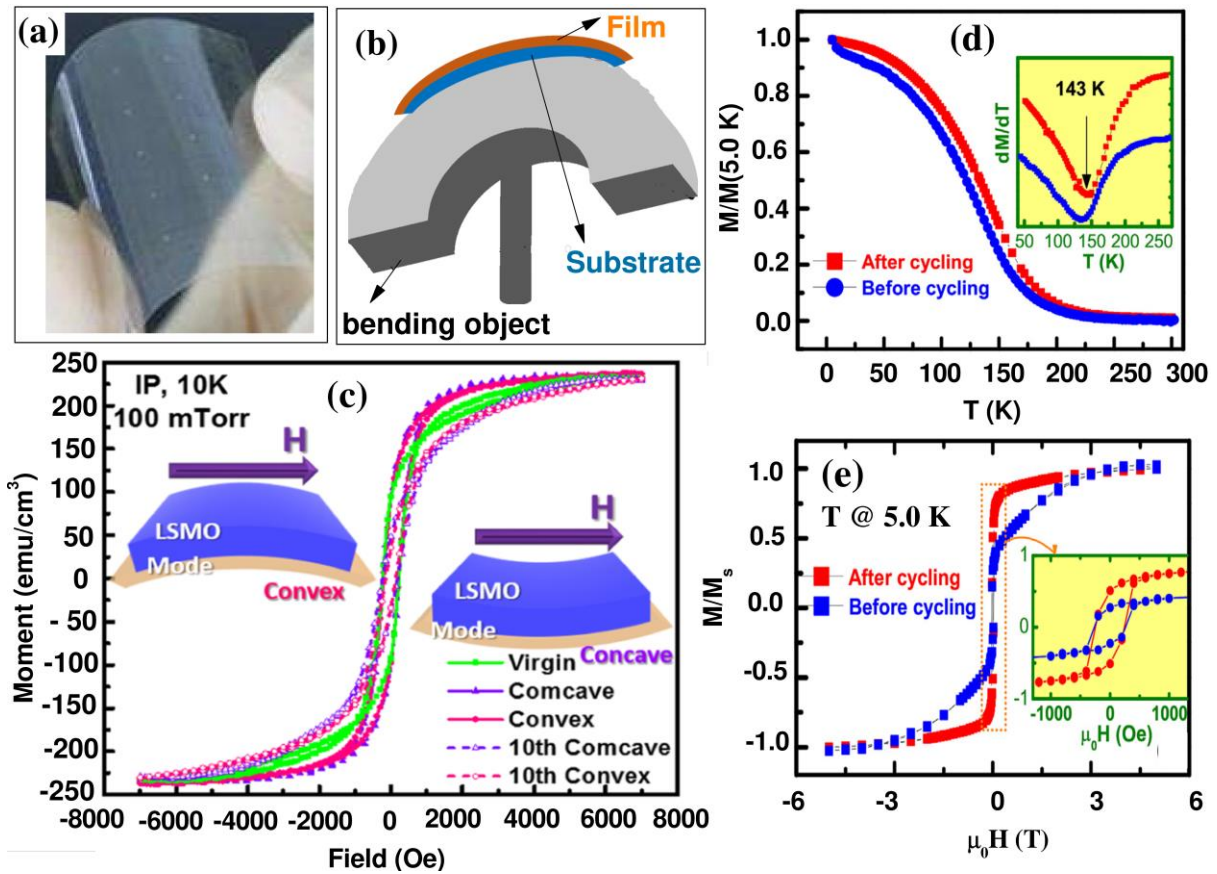 (a)
(b)
Film
Substrate
bending object
(c)
IP, 10K
100 mTorr
H
LSMO
Mode
Convex
H
LSMO
Mode
Concave
Virgin
Comcave
Convex
10th Comcave
10th Convex
Moment (emu/cm³)
250
200
150
100
50
0
-50
-100
-150
-200
-250
-8000 -6000 -4000 -2000 0 2000 4000 6000 8000
Field (Oe)
(d)
M/M(5.0 K)
1.0
0.8
0.6
0.4
0.2
0.0
After cycling
Before cycling
0 50 100 150 200 250 300
T (K)
143 K
dM/dT
50 100 150 200 250
T (K)
(e)
T @ 5.0 K
After cycling
Before cycling
M/Mₛ
1.0
0.5
0.0
-0.5
-1.0
-6 -3 0 3 6
μ₀H (T)
1
0
-1
-1000 0 1000
μ₀H (Oe)